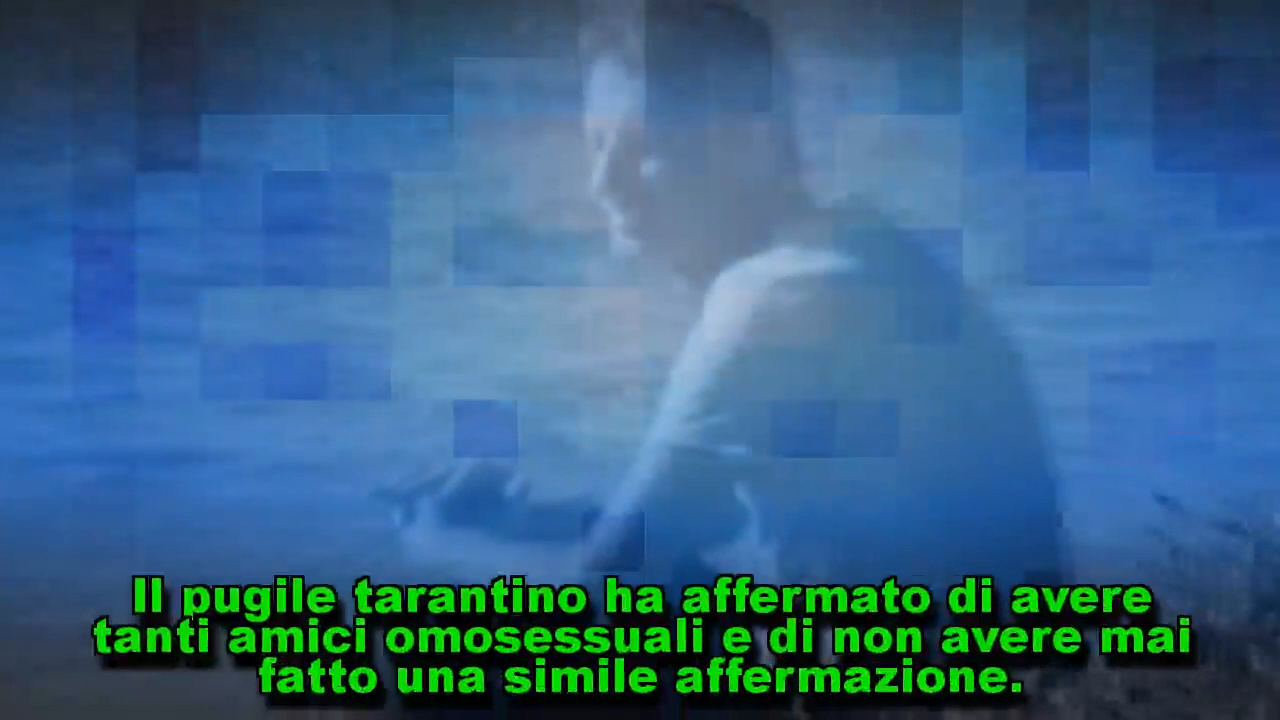 Il pugile tarantino ha affermato di avere
tanti amici omosessuali e di non avere mai
fatto una simile affermazione.